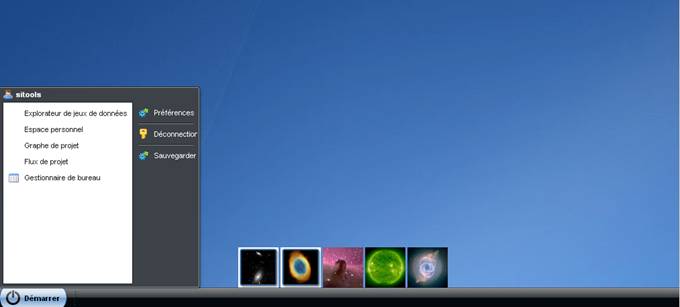 sitools
Explorateur de jeux de données
Espace personnel
Graphe de projet
Flux de projet
Gestionnaire de bureau
Préférences
Déconnection
Sauvegarder
Démarrer